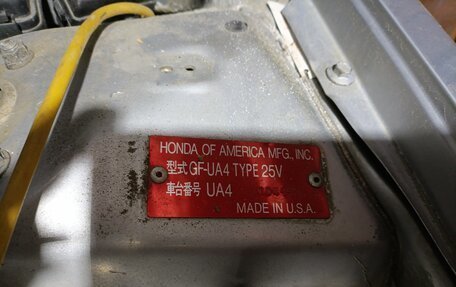 HONDA OF AMERICA MFG., INC.
型式 GF-UA4 TYPE 25V
車台番号 UA4
MADE IN U.S.A.